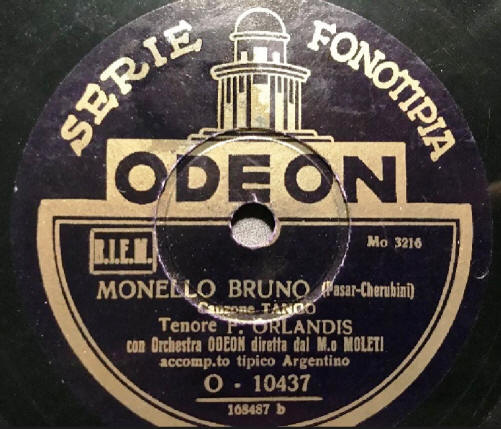 SERIE FONOTIPIA
ODEON
B.I.E.M.
Mo 3216
MONELLO BRUNO (Pasar-Cherubini)
Canzone TANGO
Tenore F. ORLANDIS
con Orchestra ODEON diretta dal M.o MOLETI
accomp.to típico Argentino
O - 10437
168487 b